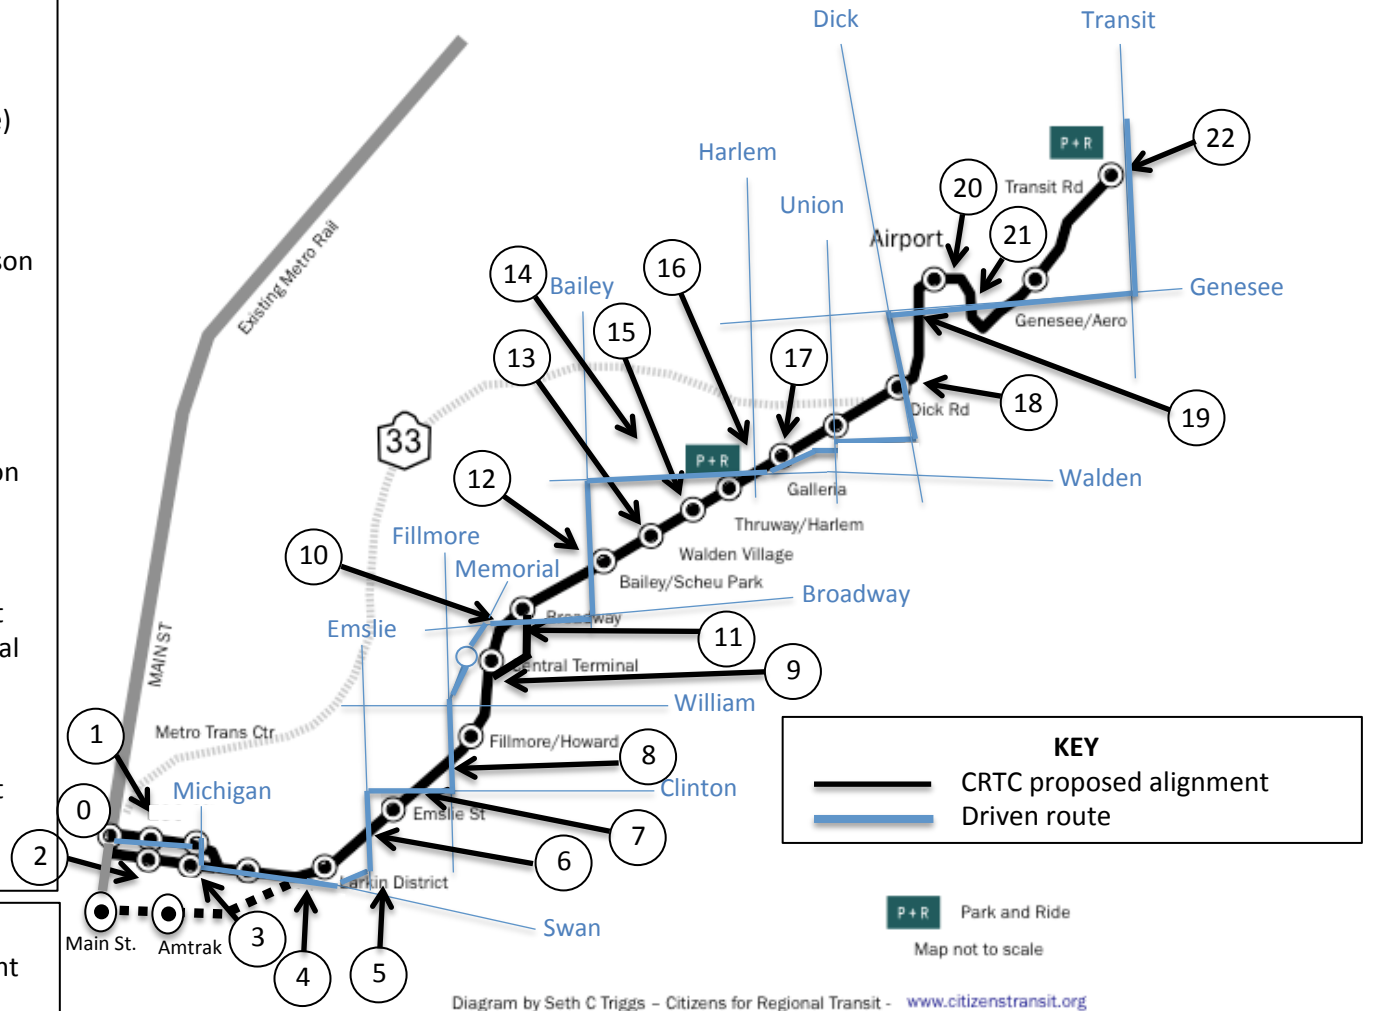 Dick
Transit
e)
22
P + R
Harlem
20
Transit Rd
Union
Airport
21
son
Existing Metro Rail
14
16
Bailey
Genesee
15
Genesee/Aero
13
17
18
Dick Rd
19
33
on
P + R
12
Walden
Galleria
Thruway/Harlem
Fillmore
10
Walden Village
Memorial
Bailey/Scheu Park
Broadway
t
Broadway
Emslie
11
al
MAIN ST
Central Terminal
9
William
Metro Trans Ctr.
1
Fillmore/Howard
8
KEY
CRTC proposed alignment
Driven route
t
Michigan
Clinton
0
Emslie St
7
2
6
Larkin District
3
Swan
Main St.
Amtrak
4
5
P + R
Park and Ride
Map not to scale
nt
Diagram by Seth C Triggs – Citizens for Regional Transit - www.citizenstransit.org